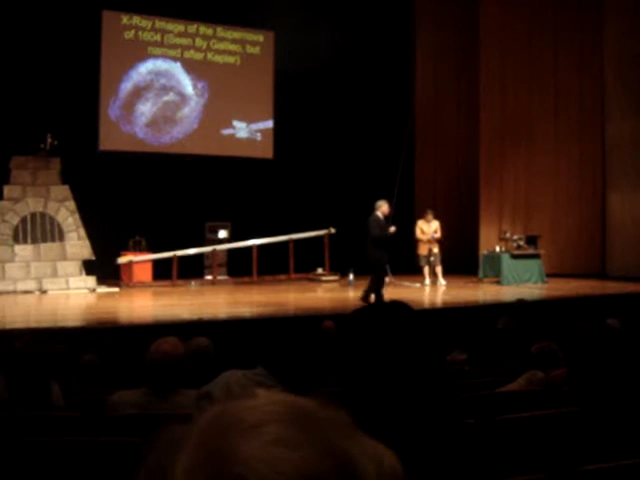 X-Ray Image of the Supernova
of 1604 (Seen By Galileo, but
named after Kepler)